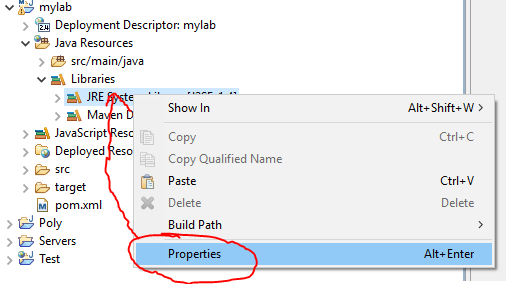 mylab
Deployment Descriptor: mylab
2.4
Java Resources
src/main/java
Libraries
JRE System Library [J2SE-1.4]
Maven D
JavaScript Reso
Deployed Reso
src
target
pom.xml
Poly
Servers
Test
Show In Alt+Shift+W
Copy Ctrl+C
Copy Qualified Name
Paste Ctrl+V
Delete Delete
Build Path
Properties Alt+Enter